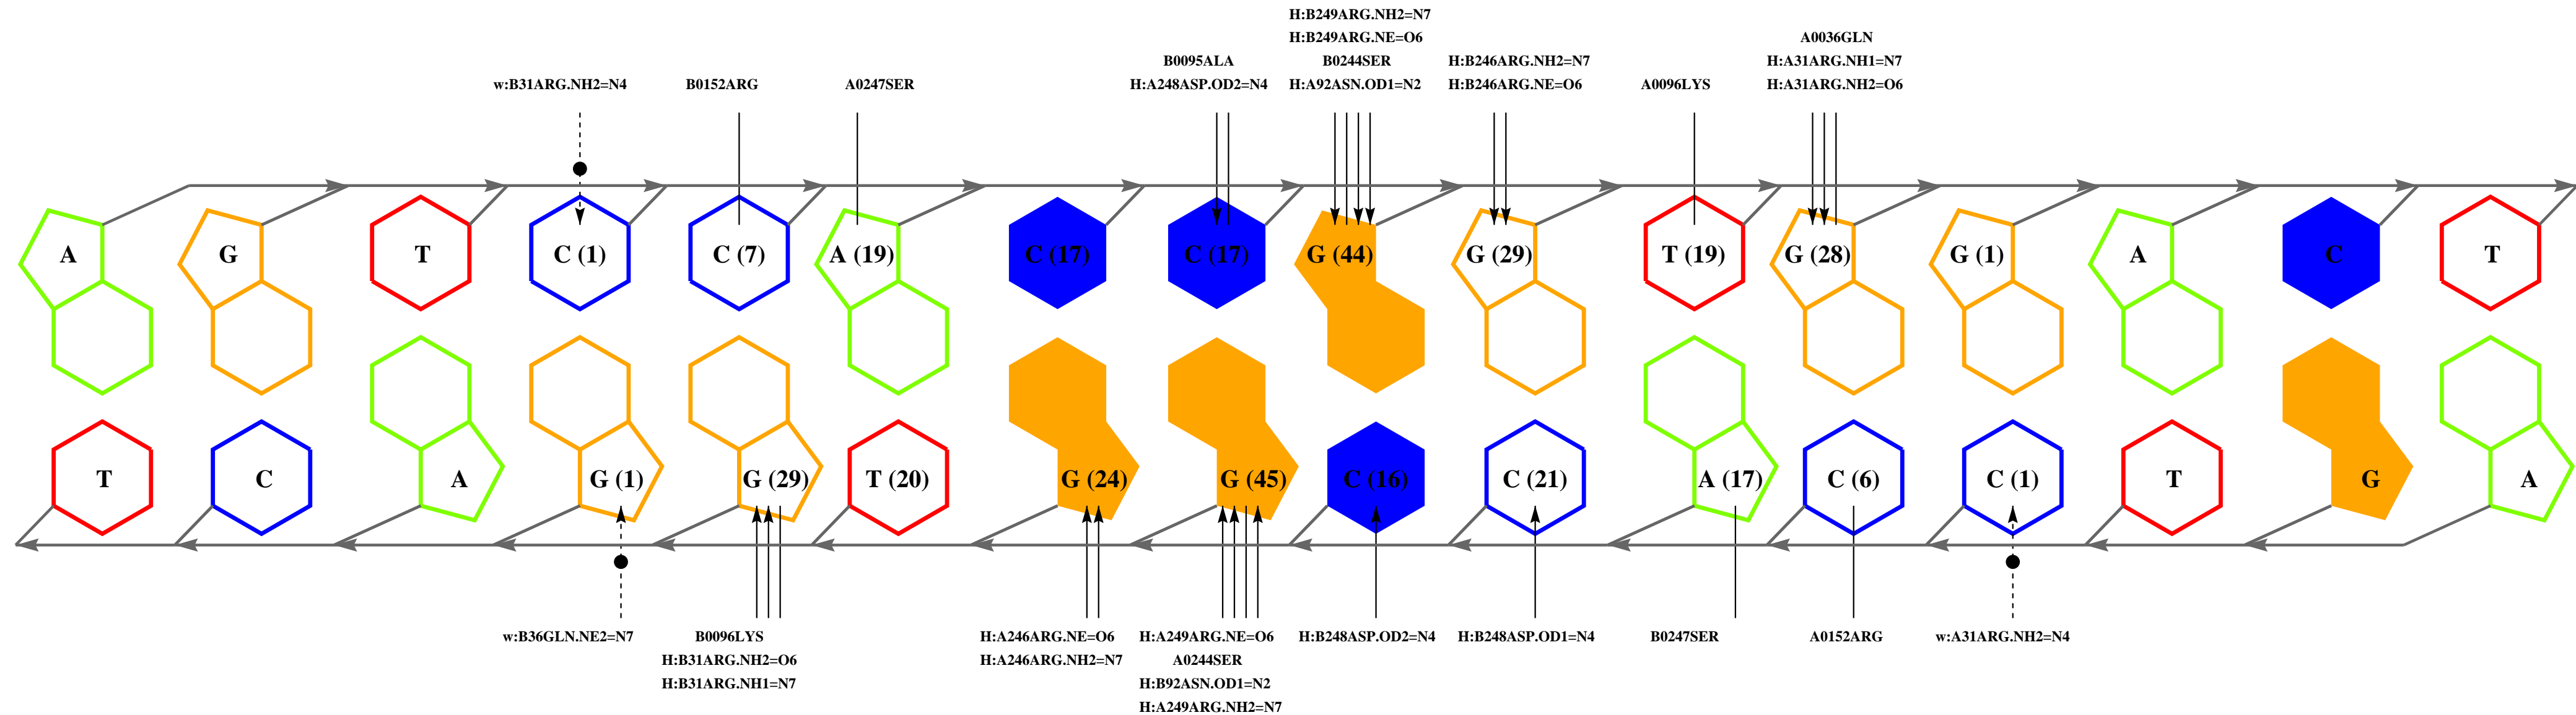 H:B249ARG.NH2=N7
H:B249ARG.NE=O6
B0244SER
H:A92ASN.OD1=N2
B0095ALA
H:A248ASP.OD2=N4
H:B246ARG.NH2=N7
H:B246ARG.NE=O6
A0036GLN
H:A31ARG.NH1=N7
H:A31ARG.NH2=O6
w:B31ARG.NH2=N4
B0152ARG
A0247SER
A0096LYS
A G T C (1) C (7) A (19) C (17) C (17) G (44) G (29) T (19) G (28) G (1) A C T
T C A G (1) G (29) T (20) G (24) G (45) C (16) C (21) A (17) C (6) C (1) T G A
w:B36GLN.NE2=N7
B0096LYS
H:B31ARG.NH2=O6
H:B31ARG.NH1=N7
H:A246ARG.NE=O6
H:A246ARG.NH2=N7
H:A249ARG.NE=O6
A0244SER
H:B92ASN.OD1=N2
H:A249ARG.NH2=N7
H:B248ASP.OD2=N4
H:B248ASP.OD1=N4
B0247SER
A0152ARG
w:A31ARG.NH2=N4